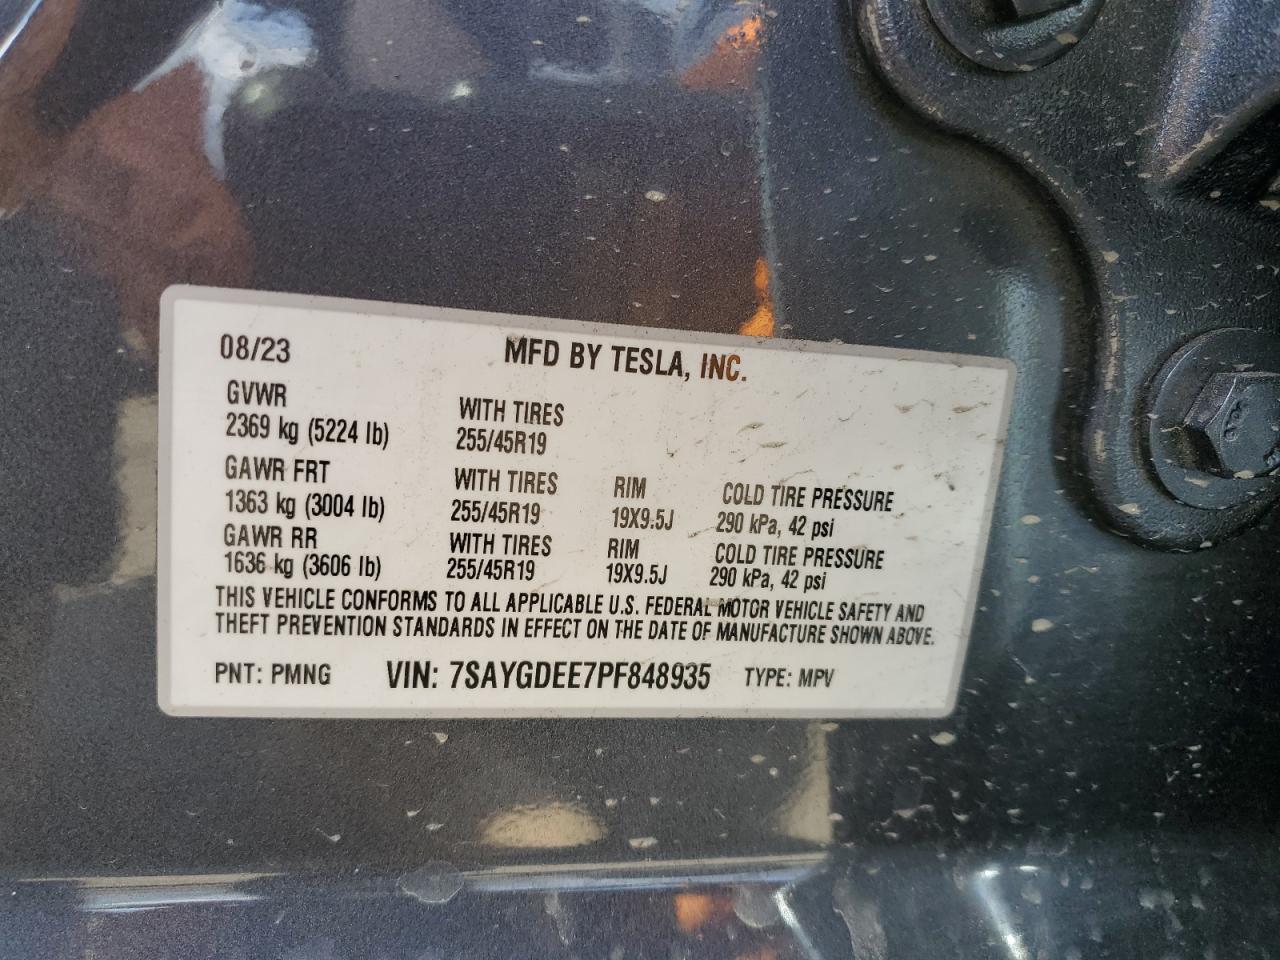 08/23 MFD BY TESLA, INC.
GVWR WITH TIRES
2369 kg (5224 lb) 255/45R19
GAWR FRT WITH TIRES RIM COLD TIRE PRESSURE
1363 kg (3004 lb) 255/45R19 19X9.5J 290 kPa, 42 psi
GAWR RR WITH TIRES RIM COLD TIRE PRESSURE
1636 kg (3606 lb) 255/45R19 19X9.5J 290 kPa, 42 psi
THIS VEHICLE CONFORMS TO ALL APPLICABLE U.S. FEDERAL MOTOR VEHICLE SAFETY AND
THEFT PREVENTION STANDARDS IN EFFECT ON THE DATE OF MANUFACTURE SHOWN ABOVE.
PNT: PMNG VIN: 7SAYGDEE7PF848935 TYPE: MPV